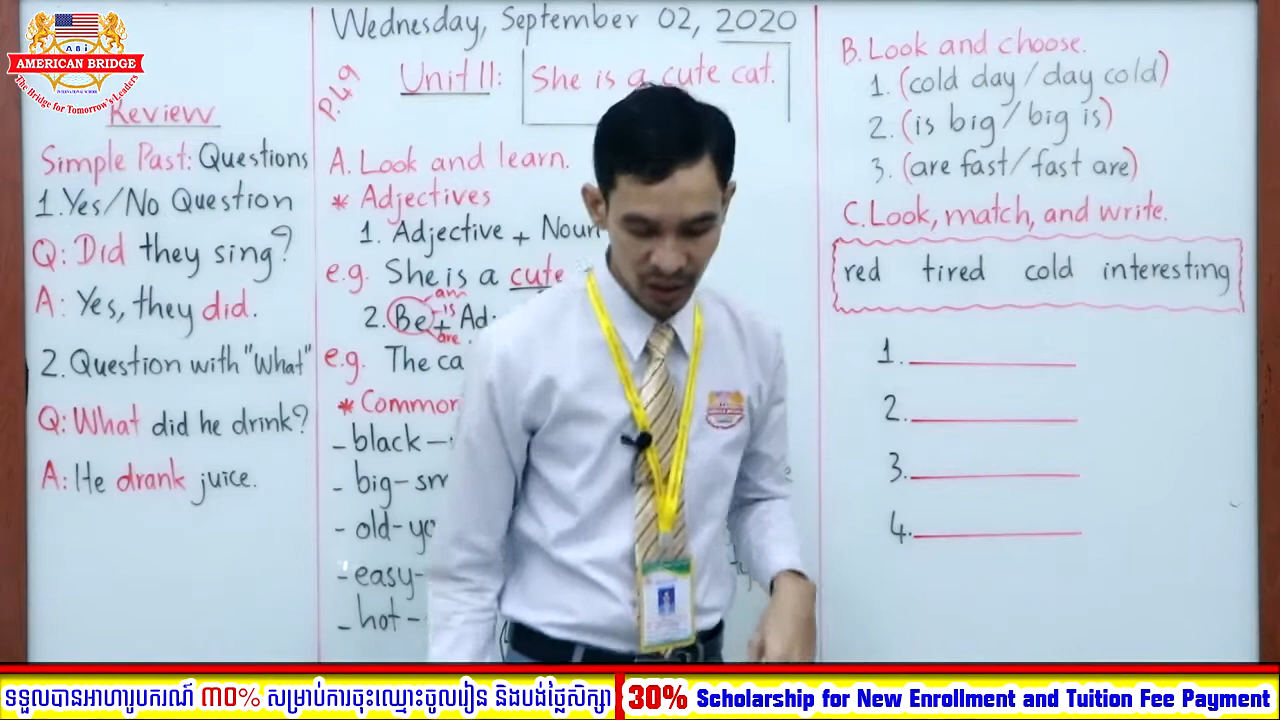 AMERICAN BRIDGE
INTERNATIONAL SCHOOL
The Bridge for Tomorrow's Leaders
Review
Simple Past: Questions
1. Yes/No Question
Q: Did they sing?
A: Yes, they did.
2. Question with "What"
Q: What did he drink?
A: He drank juice.
Wednesday, September 02, 2020
P.49
Unit 11: She is a cute cat.
A. Look and learn.
* Adjectives
1. Adjective + Noun
e.g. She is a cute
am
is
are
2. Be + Ad
e.g. The ca
* Common
- black -
- big - sm
- old - yo
- easy -
- hot -
B. Look and choose.
1. (cold day / day cold)
2. (is big / big is)
3. (are fast / fast are)
C. Look, match, and write.
red tired cold interesting
1.
2.
3.
4.
ទទួលបានអាហារូបករណ៍ ៣០% សម្រាប់ការចុះឈ្មោះចូលរៀន និងបង់ថ្លៃសិក្សា
30% Scholarship for New Enrollment and Tuition Fee Payment